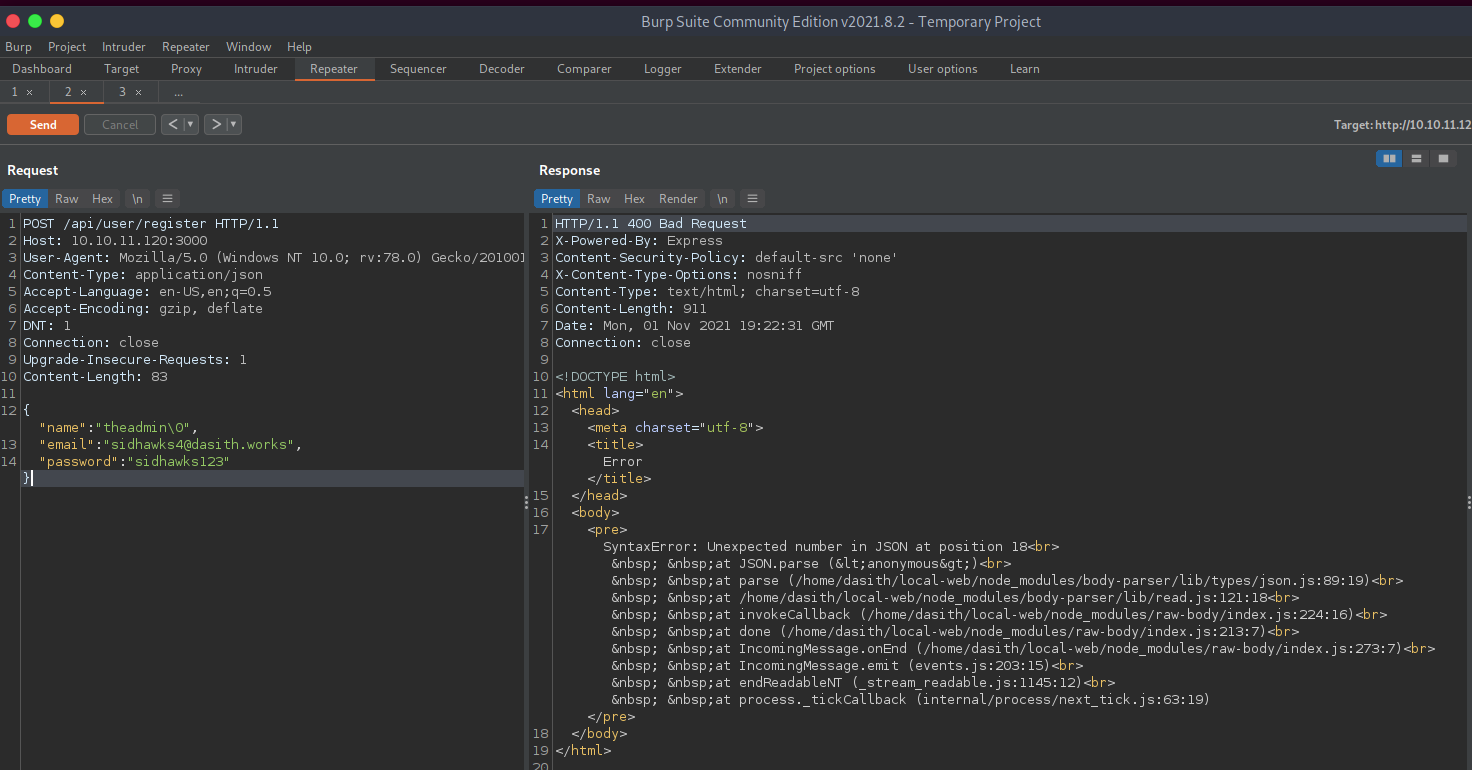 Burp Suite Community Edition v2021.8.2 - Temporary Project
Burp Project Intruder Repeater Window Help
Dashboard Target Proxy Intruder Repeater Sequencer Decoder Comparer Logger Extender Project options User options Learn
1 × 2 × 3 × ...
Send Cancel < > Target: http://10.10.11.12
Request
Pretty Raw Hex \n
1 POST /api/user/register HTTP/1.1
2 Host: 10.10.11.120:3000
3 User-Agent: Mozilla/5.0 (Windows NT 10.0; rv:78.0) Gecko/201001
4 Content-Type: application/json
5 Accept-Language: en-US,en;q=0.5
6 Accept-Encoding: gzip, deflate
7 DNT: 1
8 Connection: close
9 Upgrade-Insecure-Requests: 1
10 Content-Length: 83
11
12 {
"name":"theadmin\0",
13 "email":"sidhawks4@dasith.works",
14 "password":"sidhawks123"
}
Response
Pretty Raw Hex Render \n
1 HTTP/1.1 400 Bad Request
2 X-Powered-By: Express
3 Content-Security-Policy: default-src 'none'
4 X-Content-Type-Options: nosniff
5 Content-Type: text/html; charset=utf-8
6 Content-Length: 911
7 Date: Mon, 01 Nov 2021 19:22:31 GMT
8 Connection: close
9
10 <!DOCTYPE html>
11 <html lang="en">
12 <head>
13 <meta charset="utf-8">
14 <title>
Error
</title>
15 </head>
16 <body>
17 <pre>
SyntaxError: Unexpected number in JSON at position 18<br>
&nbsp; &nbsp;at JSON.parse (&lt;anonymous&gt;)<br>
&nbsp; &nbsp;at parse (/home/dasith/local-web/node_modules/body-parser/lib/types/json.js:89:19)<br>
&nbsp; &nbsp;at /home/dasith/local-web/node_modules/body-parser/lib/read.js:121:18<br>
&nbsp; &nbsp;at invokeCallback (/home/dasith/local-web/node_modules/raw-body/index.js:224:16)<br>
&nbsp; &nbsp;at done (/home/dasith/local-web/node_modules/raw-body/index.js:213:7)<br>
&nbsp; &nbsp;at IncomingMessage.onEnd (/home/dasith/local-web/node_modules/raw-body/index.js:273:7)<br>
&nbsp; &nbsp;at IncomingMessage.emit (events.js:203:15)<br>
&nbsp; &nbsp;at endReadableNT (_stream_readable.js:1145:12)<br>
&nbsp; &nbsp;at process._tickCallback (internal/process/next_tick.js:63:19)
</pre>
18 </body>
19 </html>
20